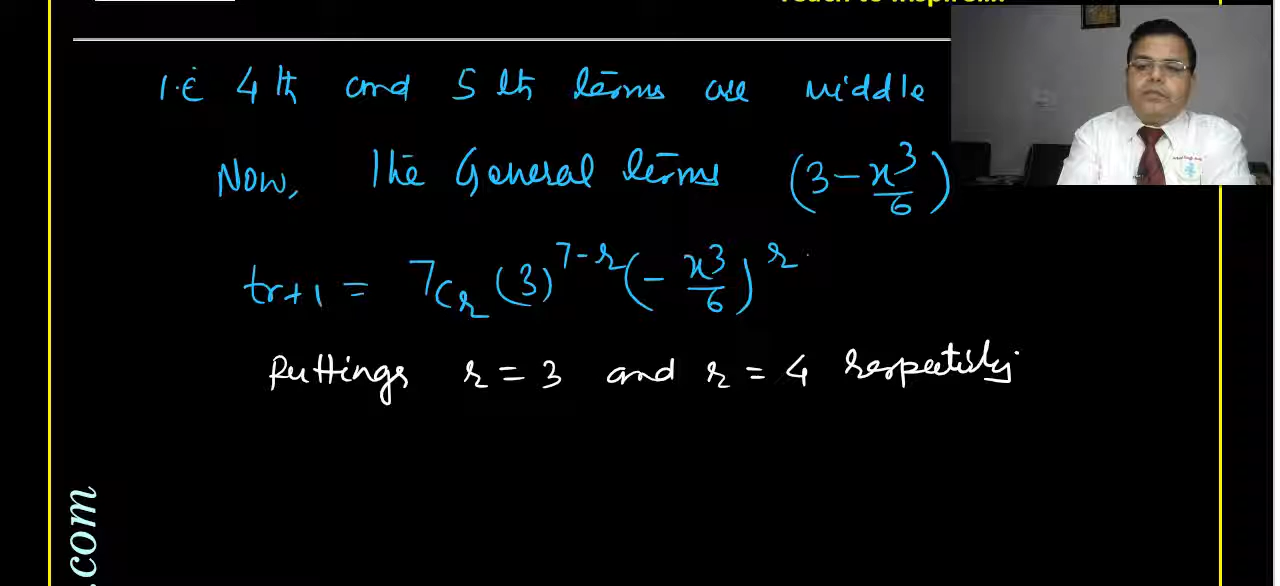 i.e 4th and 5th terms are middle
Now, the General terms (3 - x³/6)
tr+1 = 7Cr (3)^7-r (- x³/6)^r
Puttings r = 3 and r = 4 respectively
.com